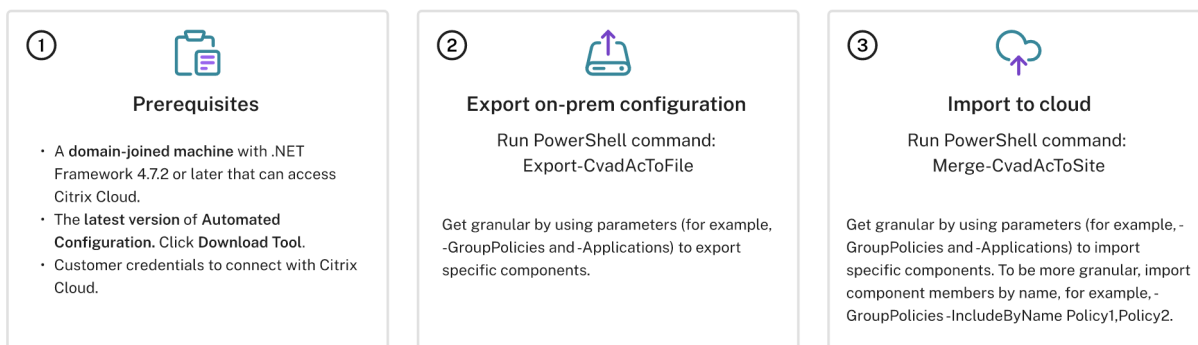 1
Prerequisites
• A domain-joined machine with .NET
Framework 4.7.2 or later that can access
Citrix Cloud.
• The latest version of Automated
Configuration. Click Download Tool.
• Customer credentials to connect with Citrix
Cloud.
2
Export on-prem configuration
Run PowerShell command:
Export-CvadAcToFile
Get granular by using parameters (for example,
-GroupPolicies and -Applications) to export
specific components.
3
Import to cloud
Run PowerShell command:
Merge-CvadAcToSite
Get granular by using parameters (for example, -
GroupPolicies and -Applications) to import
specific components. To be more granular, import
component members by name, for example, -
GroupPolicies -IncludeByName Policy1,Policy2.